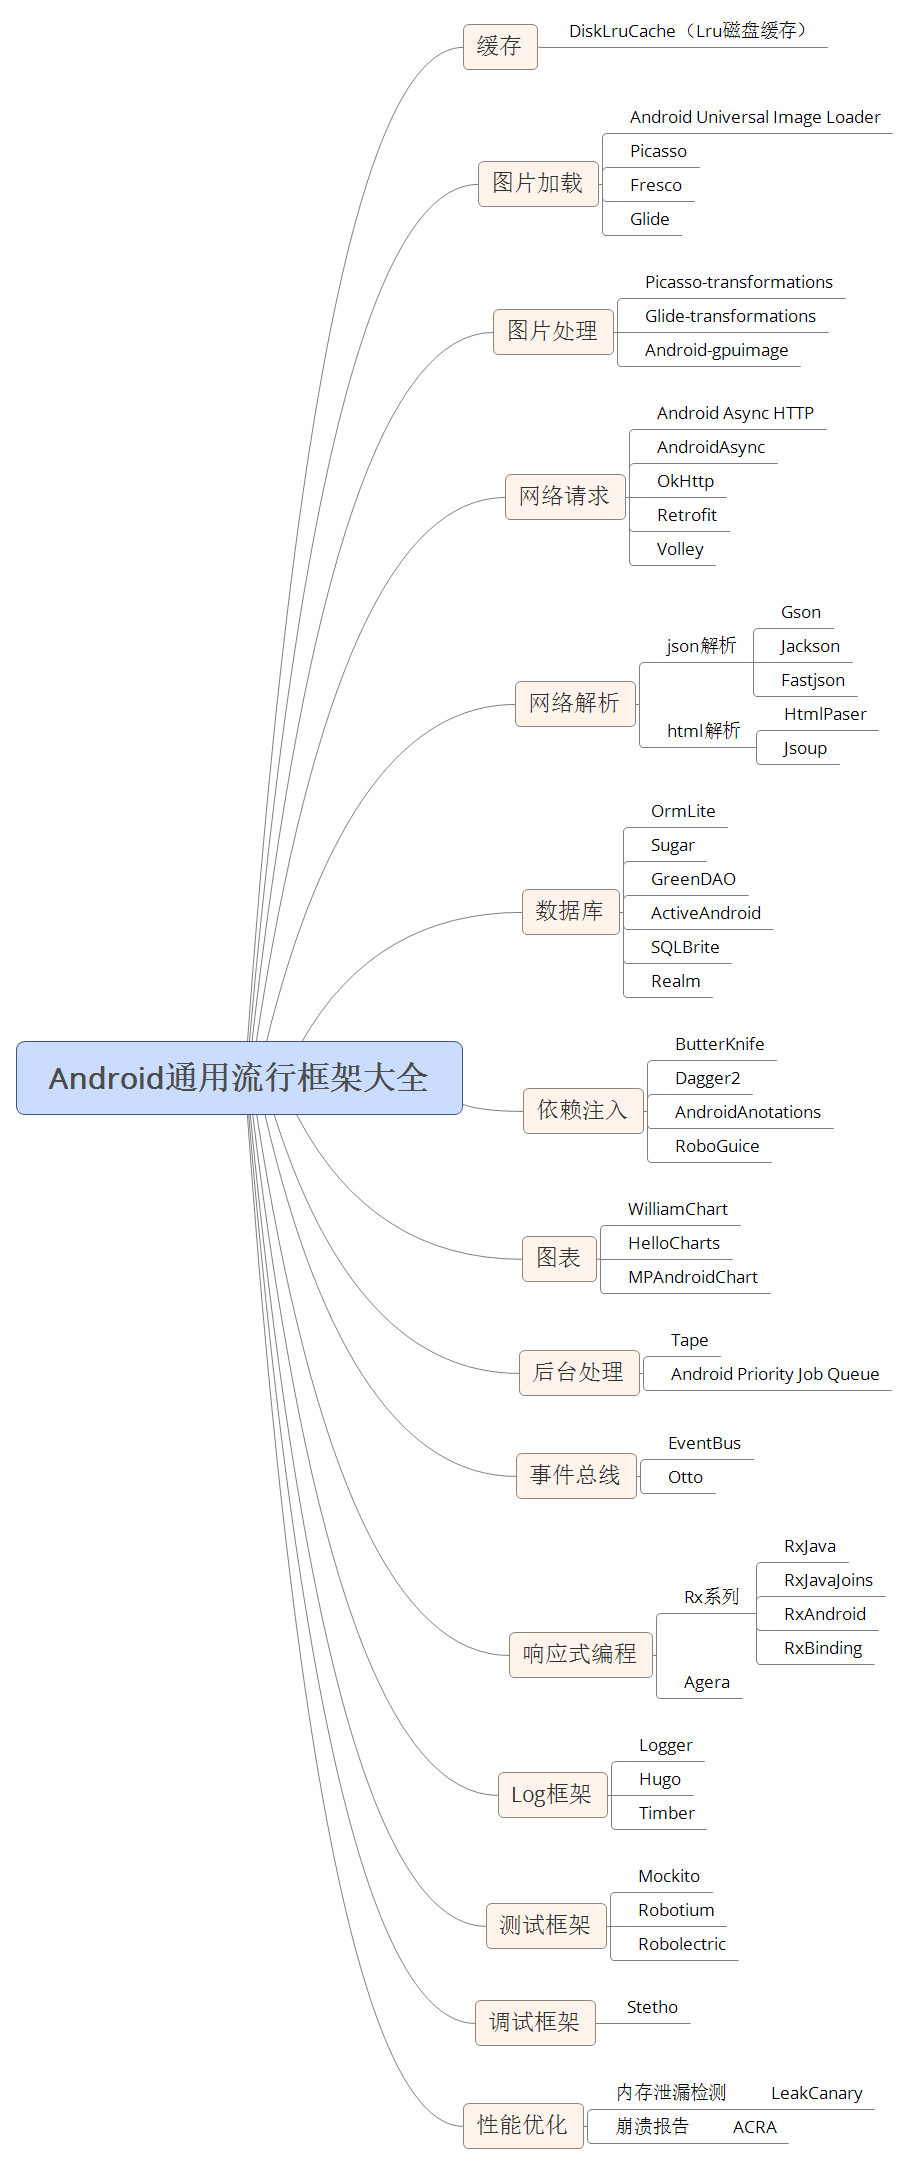 缓存
DiskLruCache（Lru磁盘缓存）
图片加载
Android Universal Image Loader
Picasso
Fresco
Glide
图片处理
Picasso-transformations
Glide-transformations
Android-gpuimage
网络请求
Android Async HTTP
AndroidAsync
OkHttp
Retrofit
Volley
网络解析
json解析
Gson
Jackson
Fastjson
html解析
HtmlPaser
Jsoup
数据库
OrmLite
Sugar
GreenDAO
ActiveAndroid
SQLBrite
Realm
Android通用流行框架大全
依赖注入
ButterKnife
Dagger2
AndroidAnotations
RoboGuice
图表
WilliamChart
HelloCharts
MPAndroidChart
后台处理
Tape
Android Priority Job Queue
事件总线
EventBus
Otto
响应式编程
Rx系列
RxJava
RxJavaJoins
RxAndroid
RxBinding
Agera
Log框架
Logger
Hugo
Timber
测试框架
Mockito
Robotium
Robolectric
调试框架
Stetho
性能优化
内存泄漏检测
LeakCanary
崩溃报告
ACRA